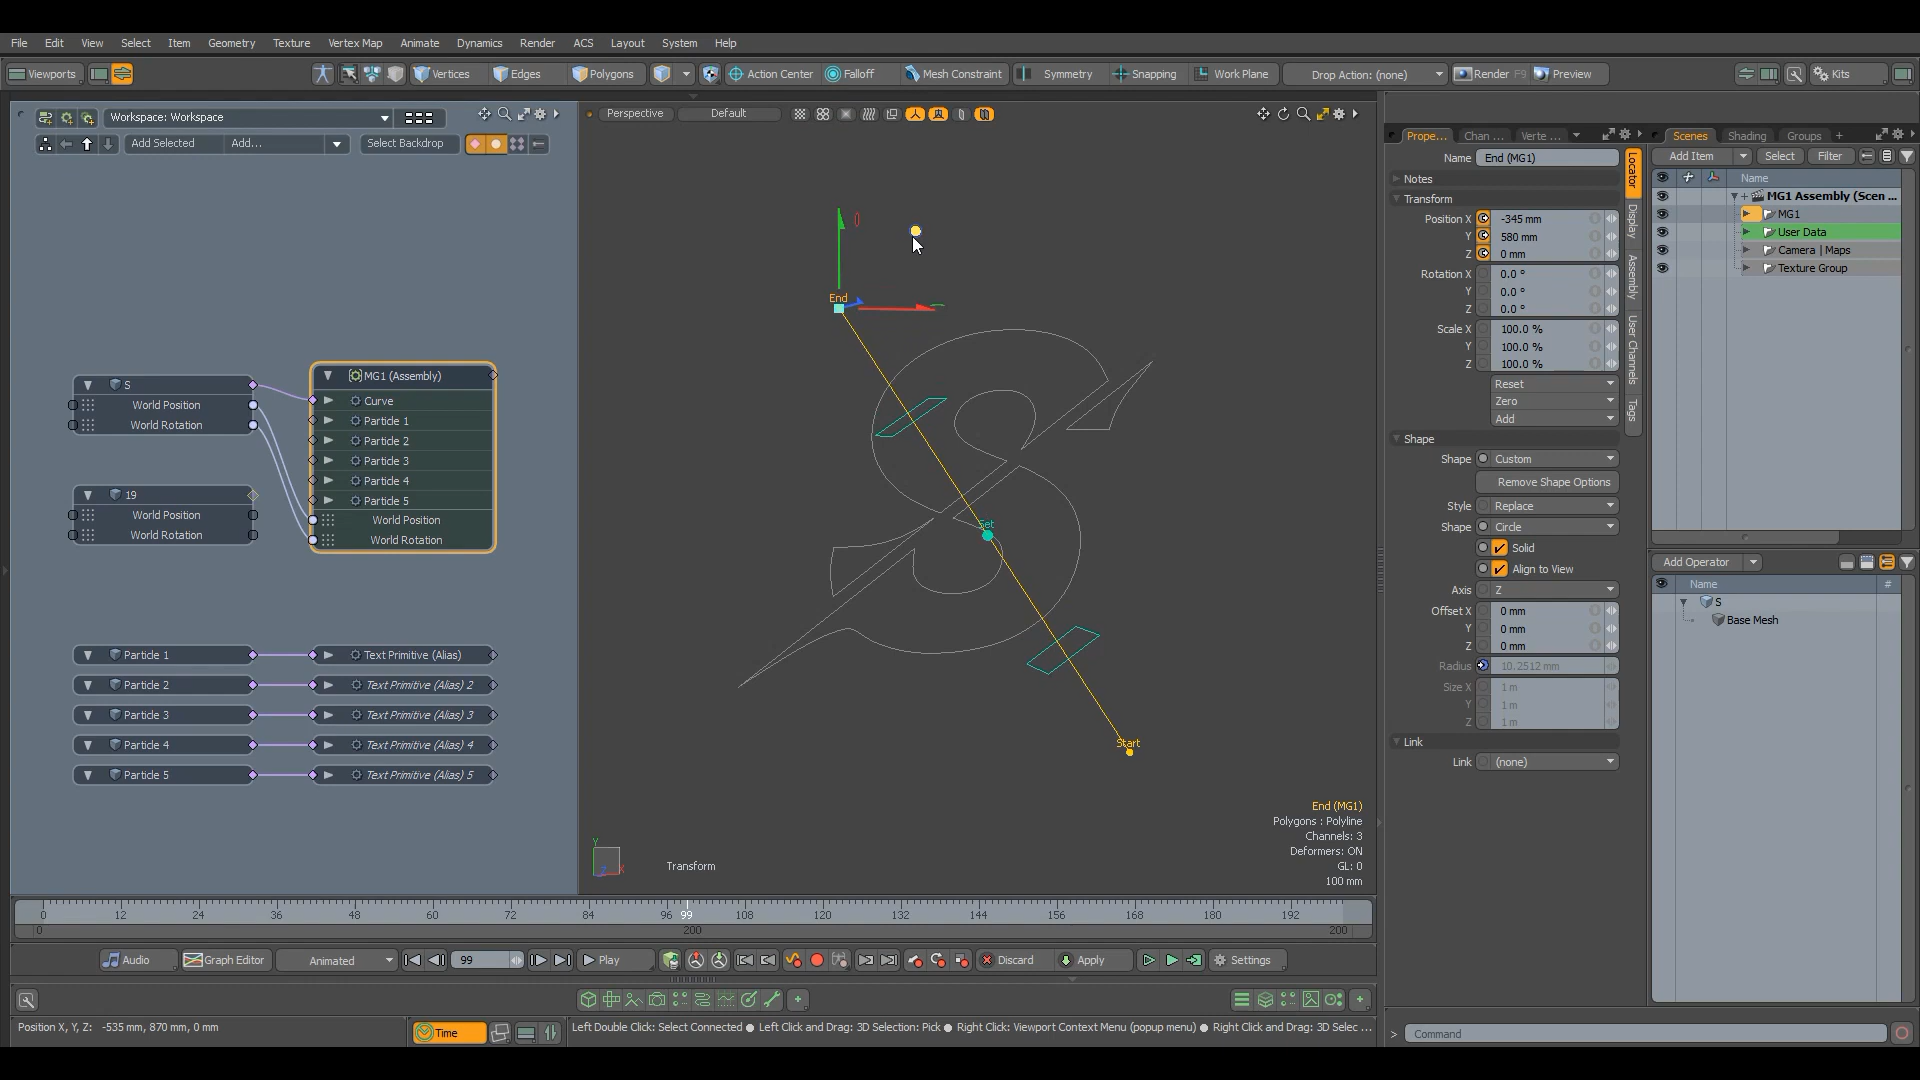 File Edit View Select Item Geometry Texture Vertex Map Animate Dynamics Render ACS Layout System Help
Viewports Vertices Edges Polygons Action Center Falloff Mesh Constraint Symmetry Snapping Work Plane Drop Action: (none) Render F9 Preview Kits
Workspace: Workspace
Add Selected Add... Select Backdrop
S
World Position
World Rotation
19
World Position
World Rotation
MG1 (Assembly)
Curve
Particle 1
Particle 2
Particle 3
Particle 4
Particle 5
World Position
World Rotation
Particle 1 Text Primitive (Alias)
Particle 2 Text Primitive (Alias) 2
Particle 3 Text Primitive (Alias) 3
Particle 4 Text Primitive (Alias) 4
Particle 5 Text Primitive (Alias) 5
Perspective Default
End
Set
Start
End (MG1)
Polygons : Polyline
Channels: 3
Deformers: ON
GL: 0
100 mm
Y
X
Transform
Prope... Chan ... Verte ...
Name End (MG1)
Notes
Transform
Position X -345 mm
Y 580 mm
Z 0 mm
Rotation X 0.0 °
Y 0.0 °
Z 0.0 °
Scale X 100.0 %
Y 100.0 %
Z 100.0 %
Reset
Zero
Add
Shape
Shape Custom
Remove Shape Options
Style Replace
Shape Circle
Solid
Align to View
Axis Z
Offset X 0 mm
Y 0 mm
Z 0 mm
Radius 10.2512 mm
Size X 1 m
Y 1 m
Z 1 m
Link
Link (none)
Locator
Display
Assembly
User Channels
Tags
Scenes Shading Groups +
Add Item Select Filter
Name
MG1 Assembly (Scen ...
MG1
User Data
Camera | Maps
Texture Group
Add Operator
Name #
S
Base Mesh
0 12 24 36 48 60 72 84 96 99 108 120 132 144 156 168 180 192
0 200 200
Audio Graph Editor Animated 99 Play Discard Apply Settings
Position X, Y, Z: -535 mm, 870 mm, 0 mm
Time
Left Double Click: Select Connected ● Left Click and Drag: 3D Selection: Pick ● Right Click: Viewport Context Menu (popup menu) ● Right Click and Drag: 3D Selec ...
> Command